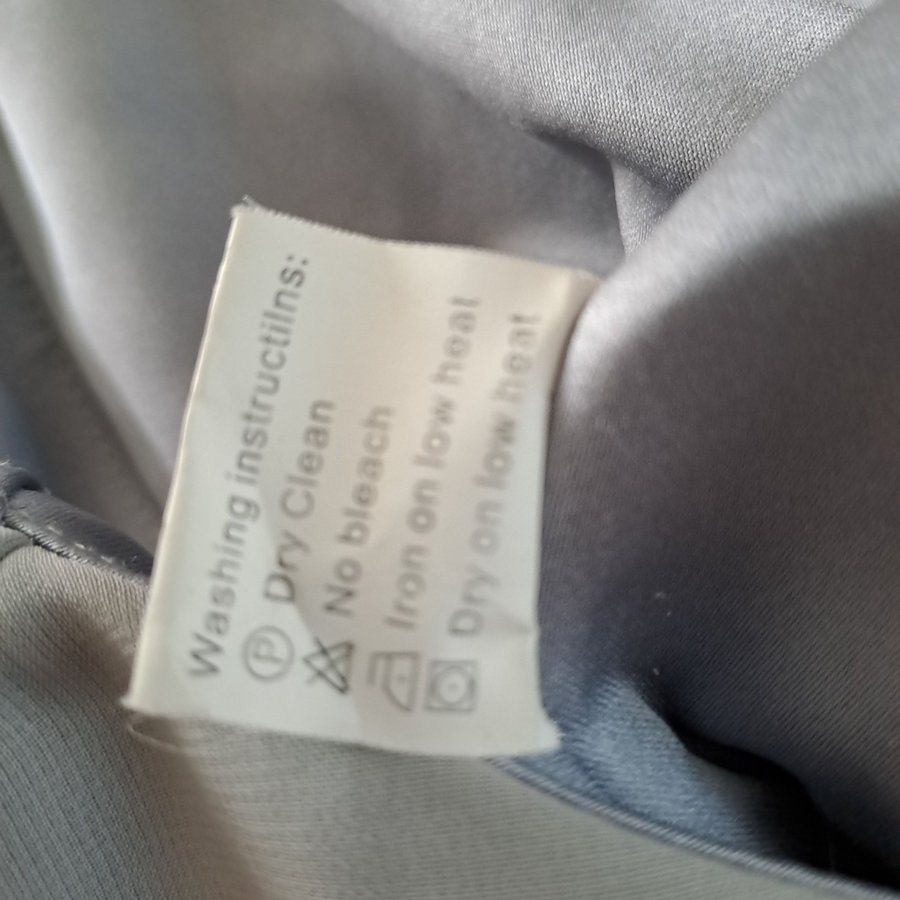 Washing instructilns:
P Dry Clean
No bleach
Iron on low heat
Dry on low heat